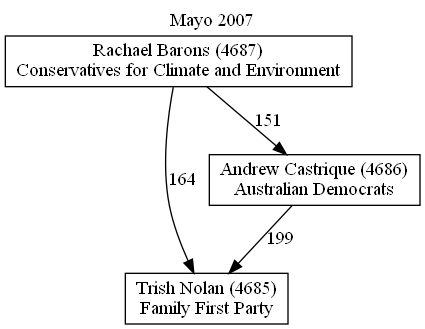 Mayo 2007
Rachael Barons (4687)
Conservatives for Climate and Environment
151
164
Andrew Castrique (4686)
Australian Democrats
199
Trish Nolan (4685)
Family First Party